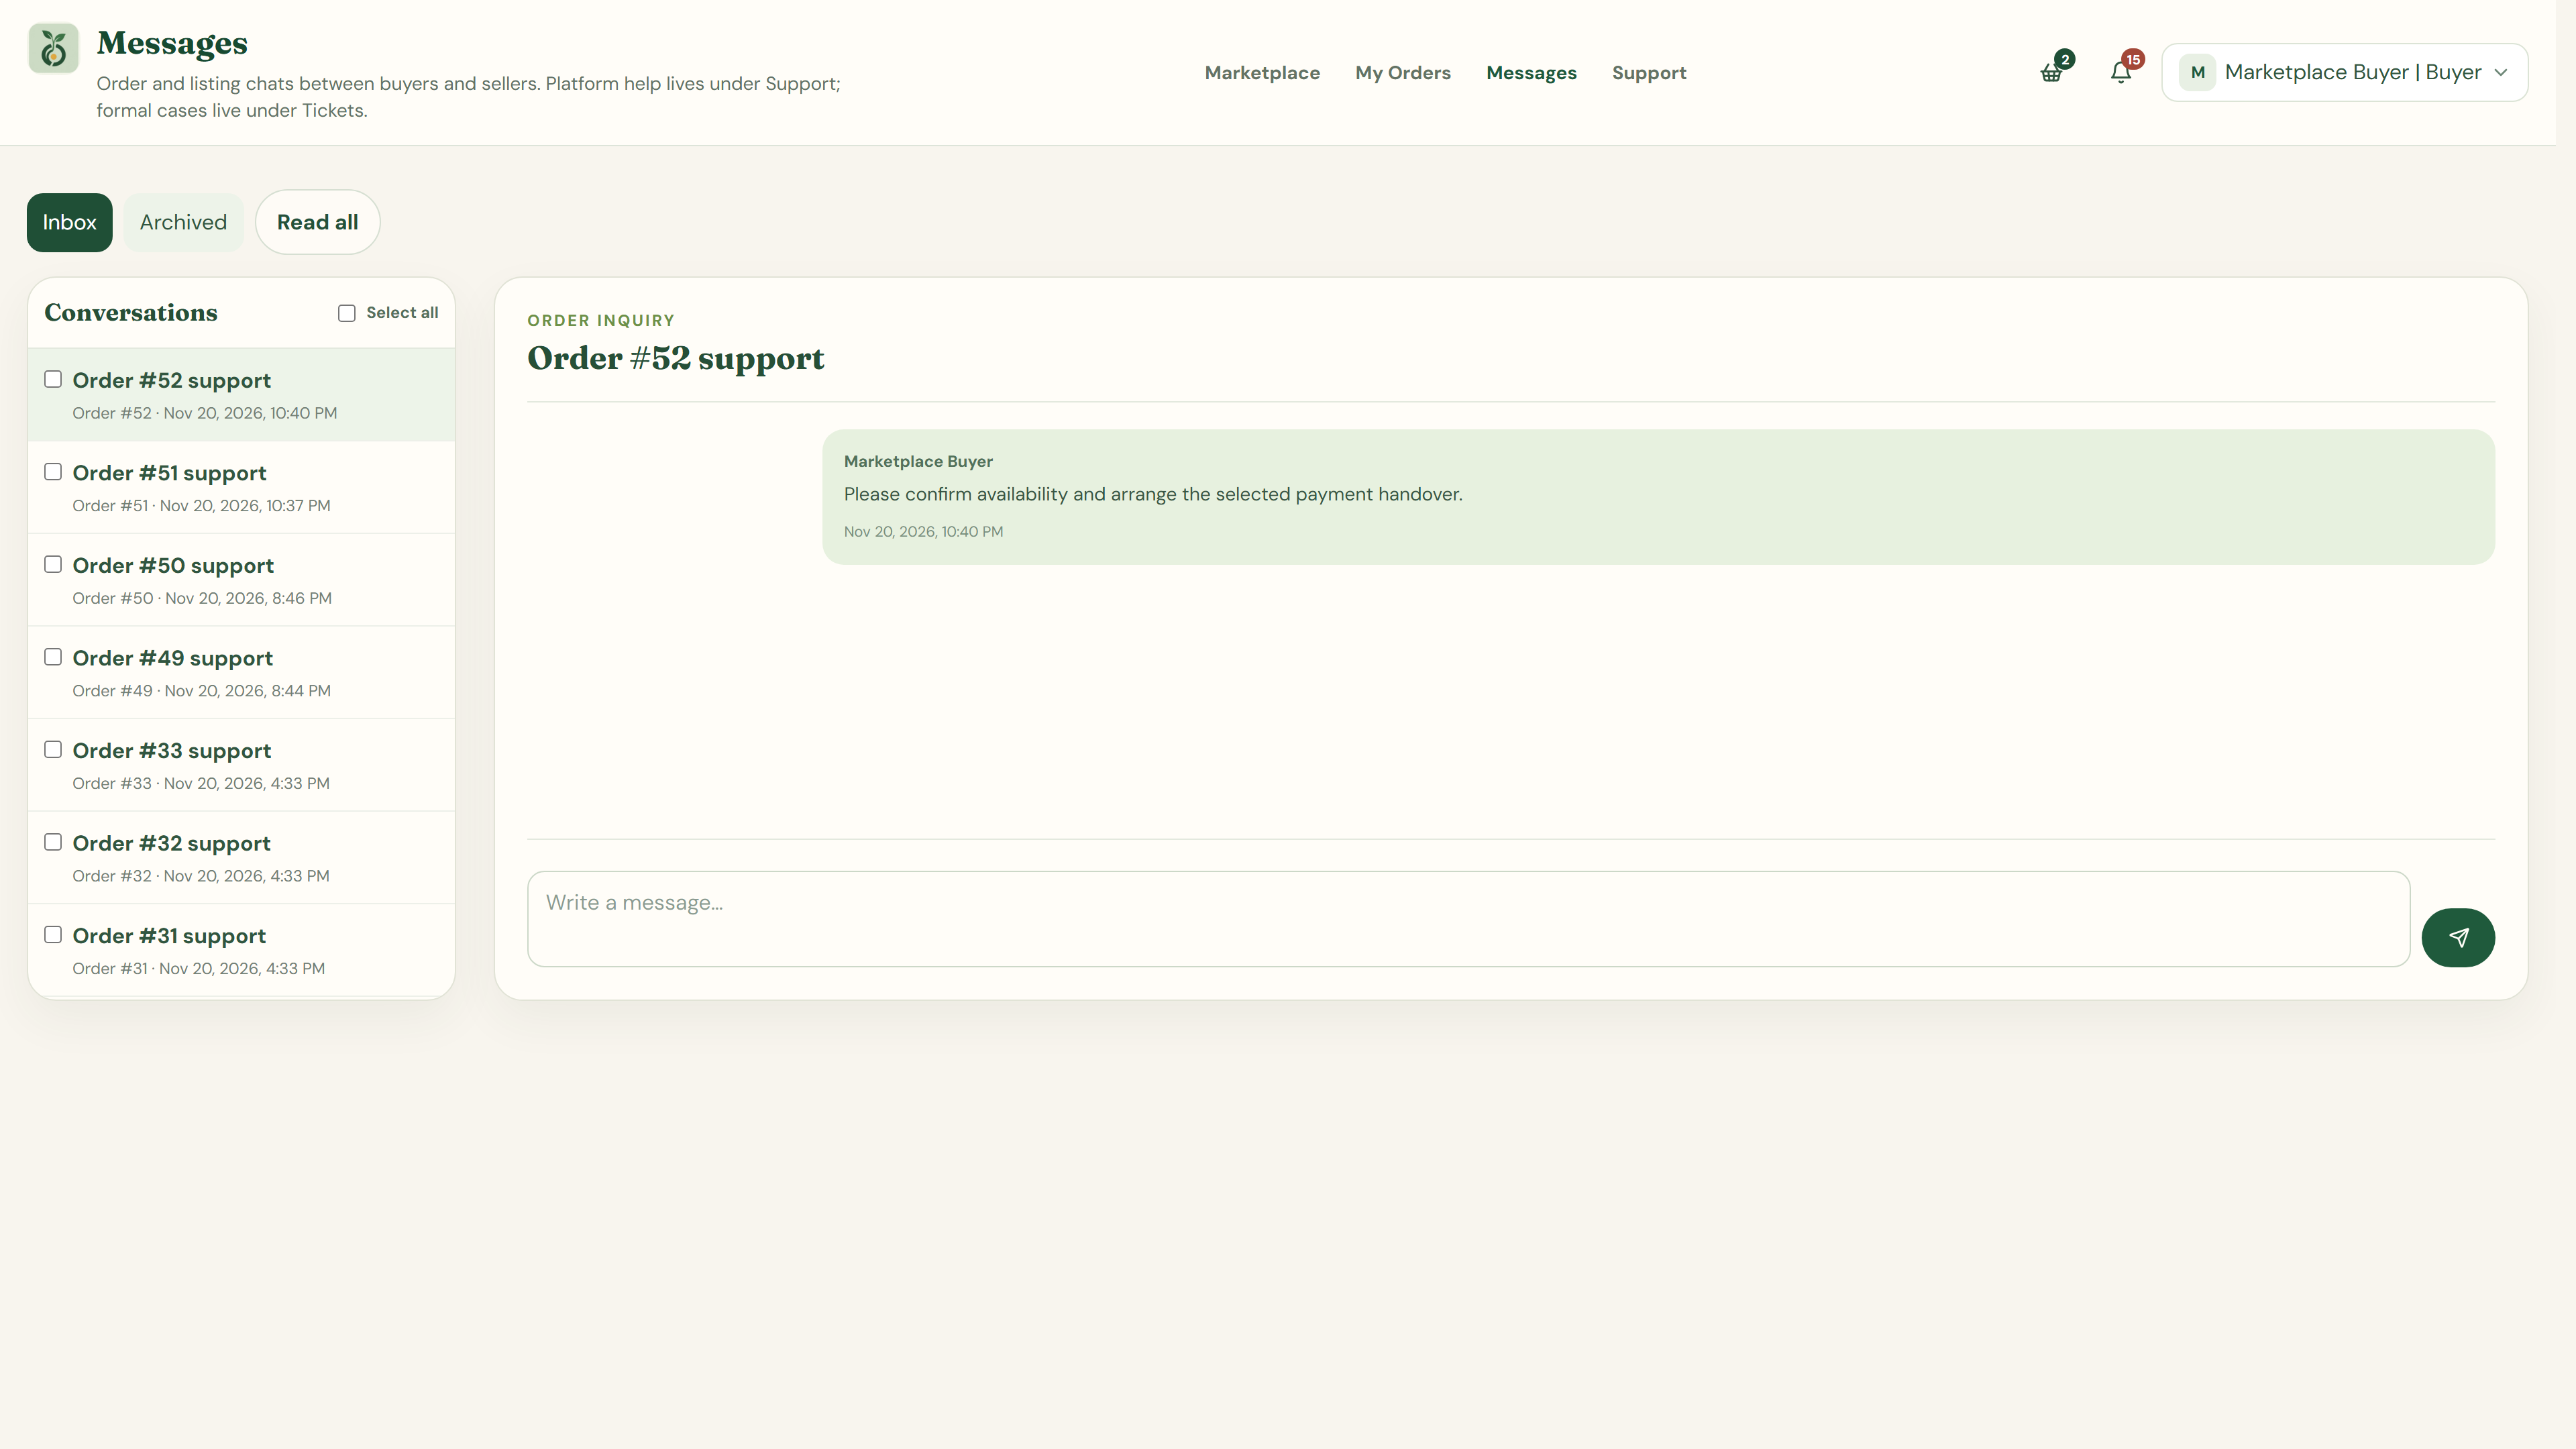 Messages
Order and listing chats between buyers and sellers. Platform help lives under Support;
formal cases live under Tickets.
Marketplace
My Orders
Messages
Support
2
15
M
Marketplace Buyer | Buyer
Inbox
Archived
Read all
Conversations
Select all
Order #52 support
Order #52 · Nov 20, 2026, 10:40 PM
Order #51 support
Order #51 · Nov 20, 2026, 10:37 PM
Order #50 support
Order #50 · Nov 20, 2026, 8:46 PM
Order #49 support
Order #49 · Nov 20, 2026, 8:44 PM
Order #33 support
Order #33 · Nov 20, 2026, 4:33 PM
Order #32 support
Order #32 · Nov 20, 2026, 4:33 PM
Order #31 support
Order #31 · Nov 20, 2026, 4:33 PM
ORDER INQUIRY
Order #52 support
Marketplace Buyer
Please confirm availability and arrange the selected payment handover.
Nov 20, 2026, 10:40 PM
Write a message...